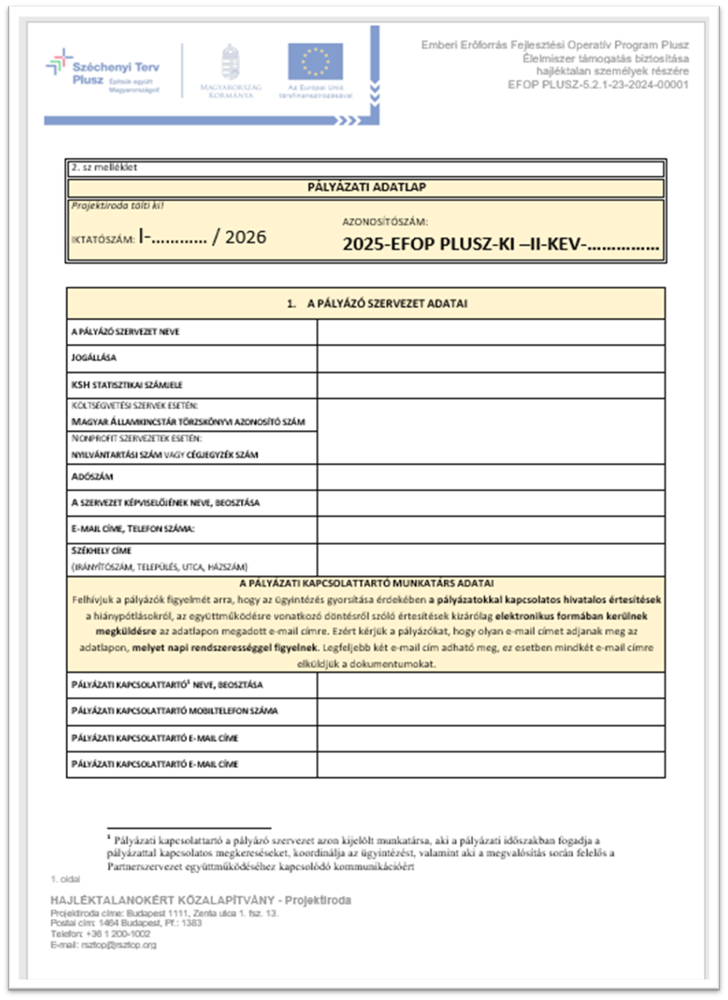 Széchenyi Terv
Plusz Építsük együtt
Magyarországot!
MAGYARORSZÁG
KORMÁNYA
Az Európai Unió
társfinanszírozásával
Emberi Erőforrás Fejlesztési Operatív Program Plusz
Élelmiszer támogatás biztosítása
hajléktalan személyek részére
EFOP PLUSZ-5.2.1-23-2024-00001
2. sz melléklet
PÁLYÁZATI ADATLAP
Projektiroda tölti ki!
IKTATÓSZÁM: I-………… / 2026
AZONOSÍTÓSZÁM:
2025-EFOP PLUSZ-KI –II-KEV-……………
1. A PÁLYÁZÓ SZERVEZET ADATAI
A PÁLYÁZÓ SZERVEZET NEVE
JOGÁLLÁSA
KSH STATISZTIKAI SZÁMJELE
KÖLTSÉGVETÉSI SZERVEK ESETÉN:
MAGYAR ÁLLAMKINCSTÁR TÖRZSKÖNYVI AZONOSÍTÓ SZÁM
NONPROFIT SZERVEZETEK ESETÉN:
NYILVÁNTARTÁSI SZÁM VAGY CÉGJEGYZÉK SZÁM
ADÓSZÁM
A SZERVEZET KÉPVISELŐJÉNEK NEVE, BEOSZTÁSA
E-MAIL CÍME, TELEFON SZÁMA:
SZÉKHELY CÍME
(IRÁNYÍTÓSZÁM, TELEPÜLÉS, UTCA, HÁZSZÁM)
A PÁLYÁZATI KAPCSOLATTARTÓ MUNKATÁRS ADATAI
Felhívjuk a pályázók figyelmét arra, hogy az ügyintézés gyorsítása érdekében a pályázatokkal kapcsolatos hivatalos értesítések
a hiánypótlásokról, az együttműködésre vonatkozó döntésről szóló értesítések kizárólag elektronikus formában kerülnek
megküldésre az adatlapon megadott e-mail címre. Ezért kérjük a pályázókat, hogy olyan e-mail címet adjanak meg az
adatlapon, melyet napi rendszerességgel figyelnek. Legfeljebb két e-mail cím adható meg, ez esetben mindkét e-mail címre
elküldjük a dokumentumokat.
PÁLYÁZATI KAPCSOLATTARTÓ¹ NEVE, BEOSZTÁSA
PÁLYÁZATI KAPCSOLATTARTÓ MOBILTELEFON SZÁMA
PÁLYÁZATI KAPCSOLATTARTÓ E-MAIL CÍME
PÁLYÁZATI KAPCSOLATTARTÓ E-MAIL CÍME
¹ Pályázati kapcsolattartó a pályázó szervezet azon kijelölt munkatársa, aki a pályázati időszakban fogadja a
pályázattal kapcsolatos megkereséseket, koordinálja az ügyintézést, valamint aki a megvalósítás során felelős a
Partnerszervezet együttműködéséhez kapcsolódó kommunikációért
1. oldal
HAJLÉKTALANOKÉRT KÖZALAPÍTVÁNY - Projektiroda
Projektiroda címe: Budapest 1111, Zenta utca 1. fsz. 13.
Postai cím: 1464 Budapest, Pf.: 1383
Telefon: +36 1 200-1002
E-mail: rsztop@rsztop.org